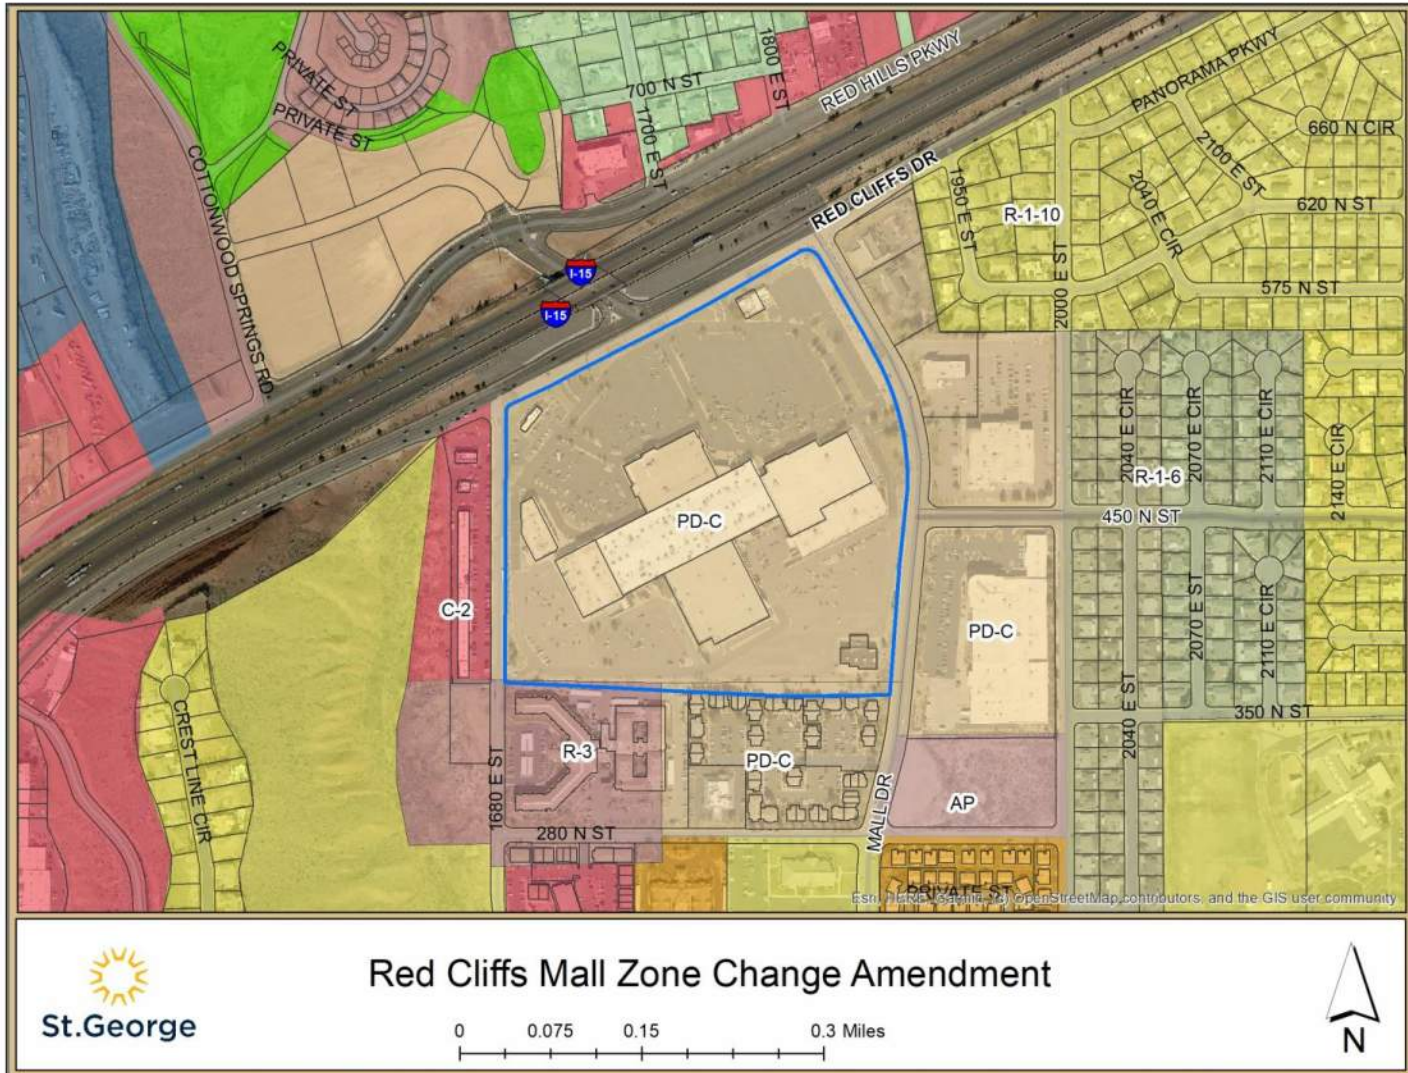 PRIVATE ST
PRIVATE ST
700 N ST
1800 E ST
1700 E ST
RED HILLS PKWY
PANORAMA PKWY
660 N CIR
2100 E ST
COTTONWOOD SPRINGS RD
RED CLIFFS DR
1950 E ST
R-1-10
2040 E CIR
620 N ST
2000 E ST
575 N ST
I-15
I-15
2040 E CIR
2070 E CIR
2110 E CIR
2140 E CIR
R-1-6
PD-C
450 N ST
C-2
PD-C
2070 E ST
2110 E CIR
CREST LINE CIR
2040 E ST
350 N ST
R-3
PD-C
1680 E ST
MALL DR
AP
280 N ST
PRIVATE ST
OpenStreetMap contributors, and the GIS user community
St.George
Red Cliffs Mall Zone Change Amendment
0 0.075 0.15 0.3 Miles
N